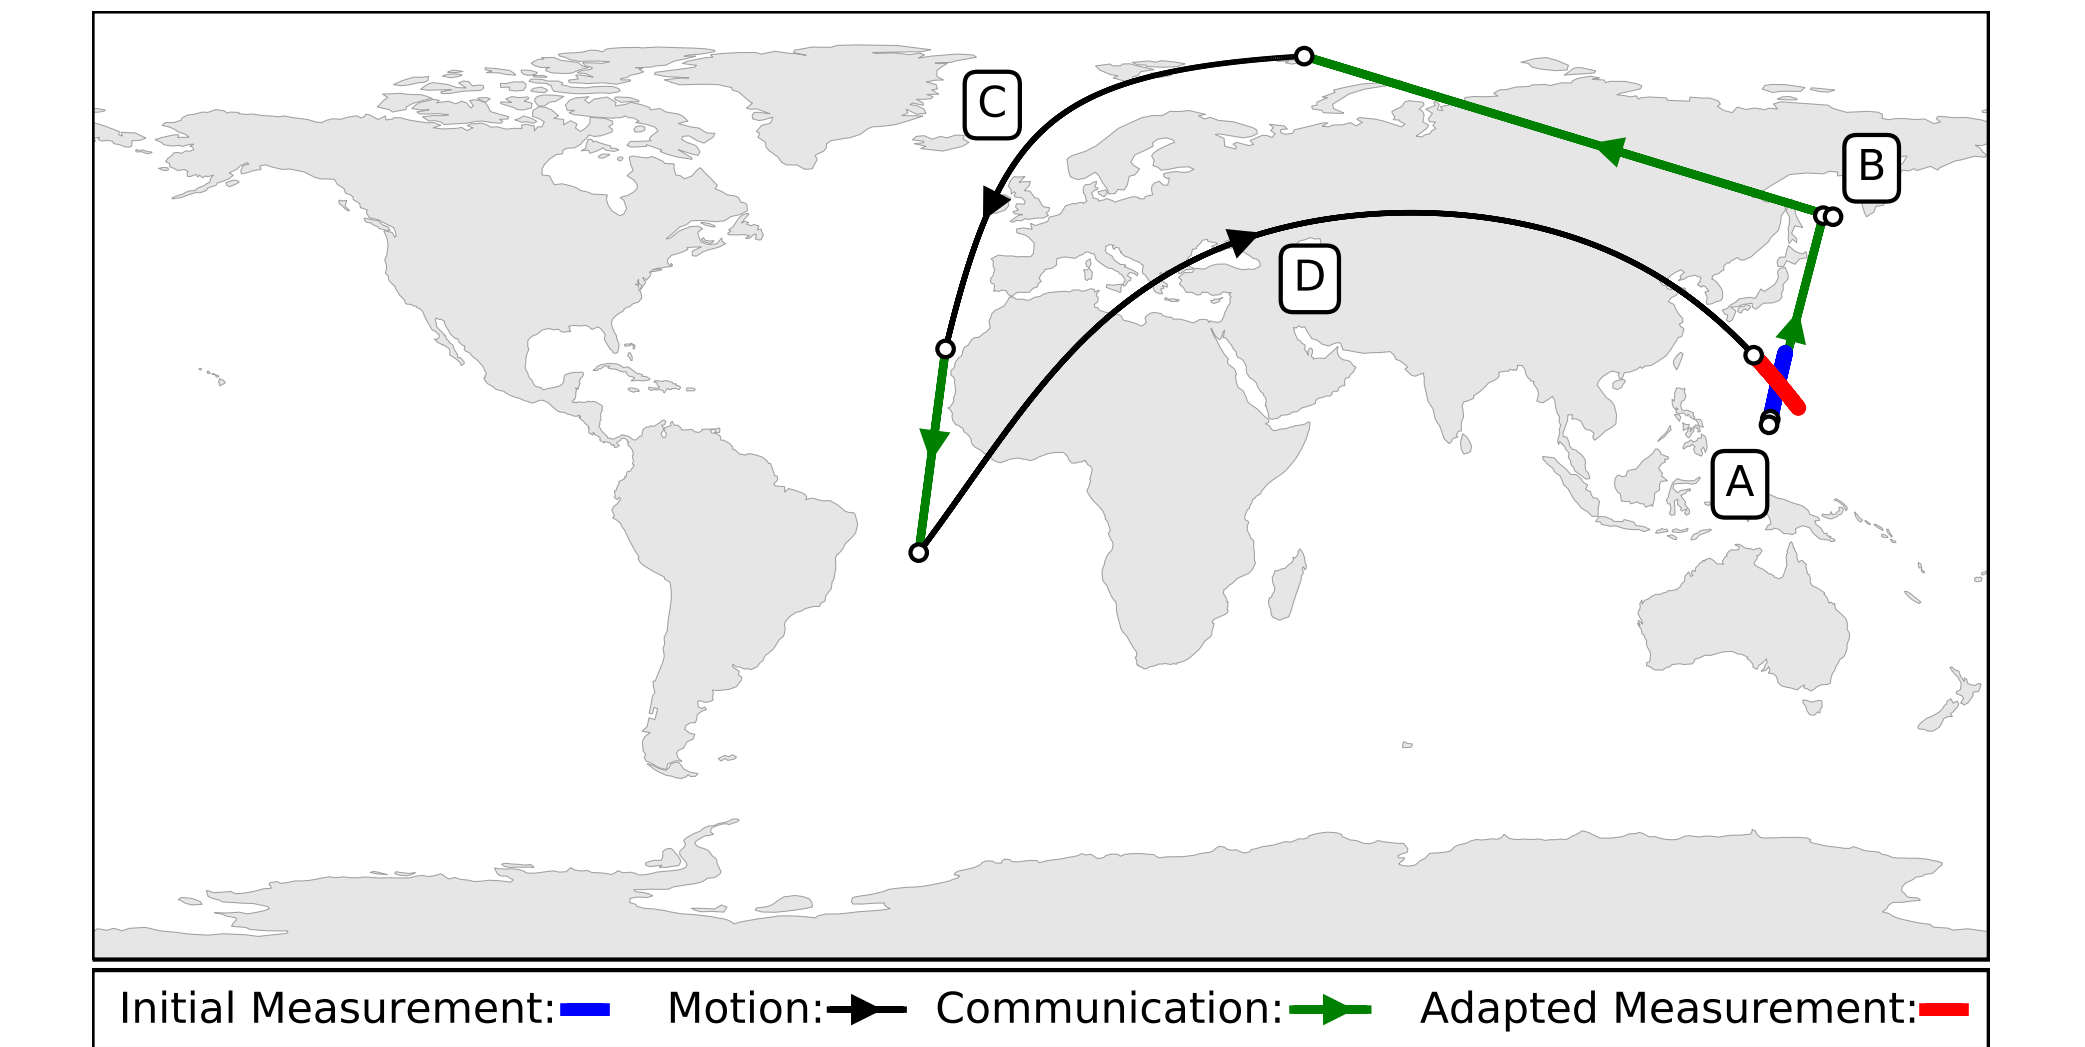 C
B
D
A
Initial Measurement: Motion: Communication: Adapted Measurement: